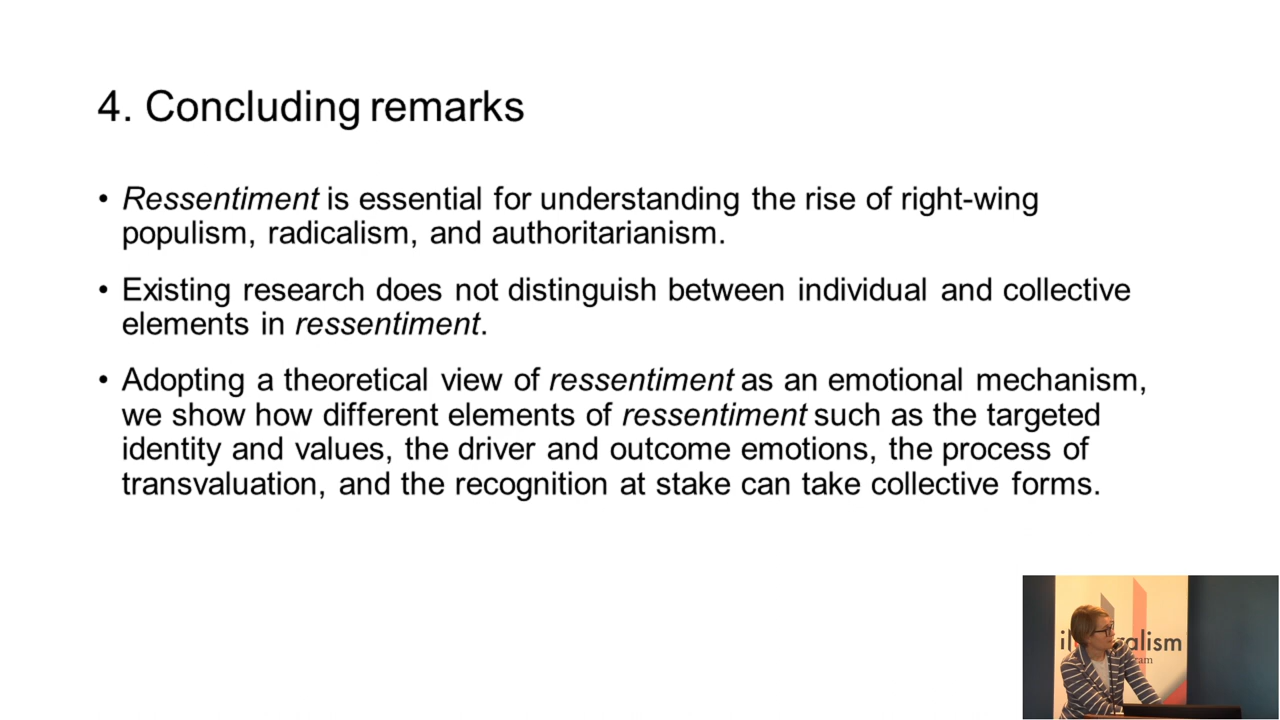 4. Concluding remarks
• Ressentiment is essential for understanding the rise of right-wing
populism, radicalism, and authoritarianism.
• Existing research does not distinguish between individual and collective
elements in ressentiment.
• Adopting a theoretical view of ressentiment as an emotional mechanism,
we show how different elements of ressentiment such as the targeted
identity and values, the driver and outcome emotions, the process of
transvaluation, and the recognition at stake can take collective forms.